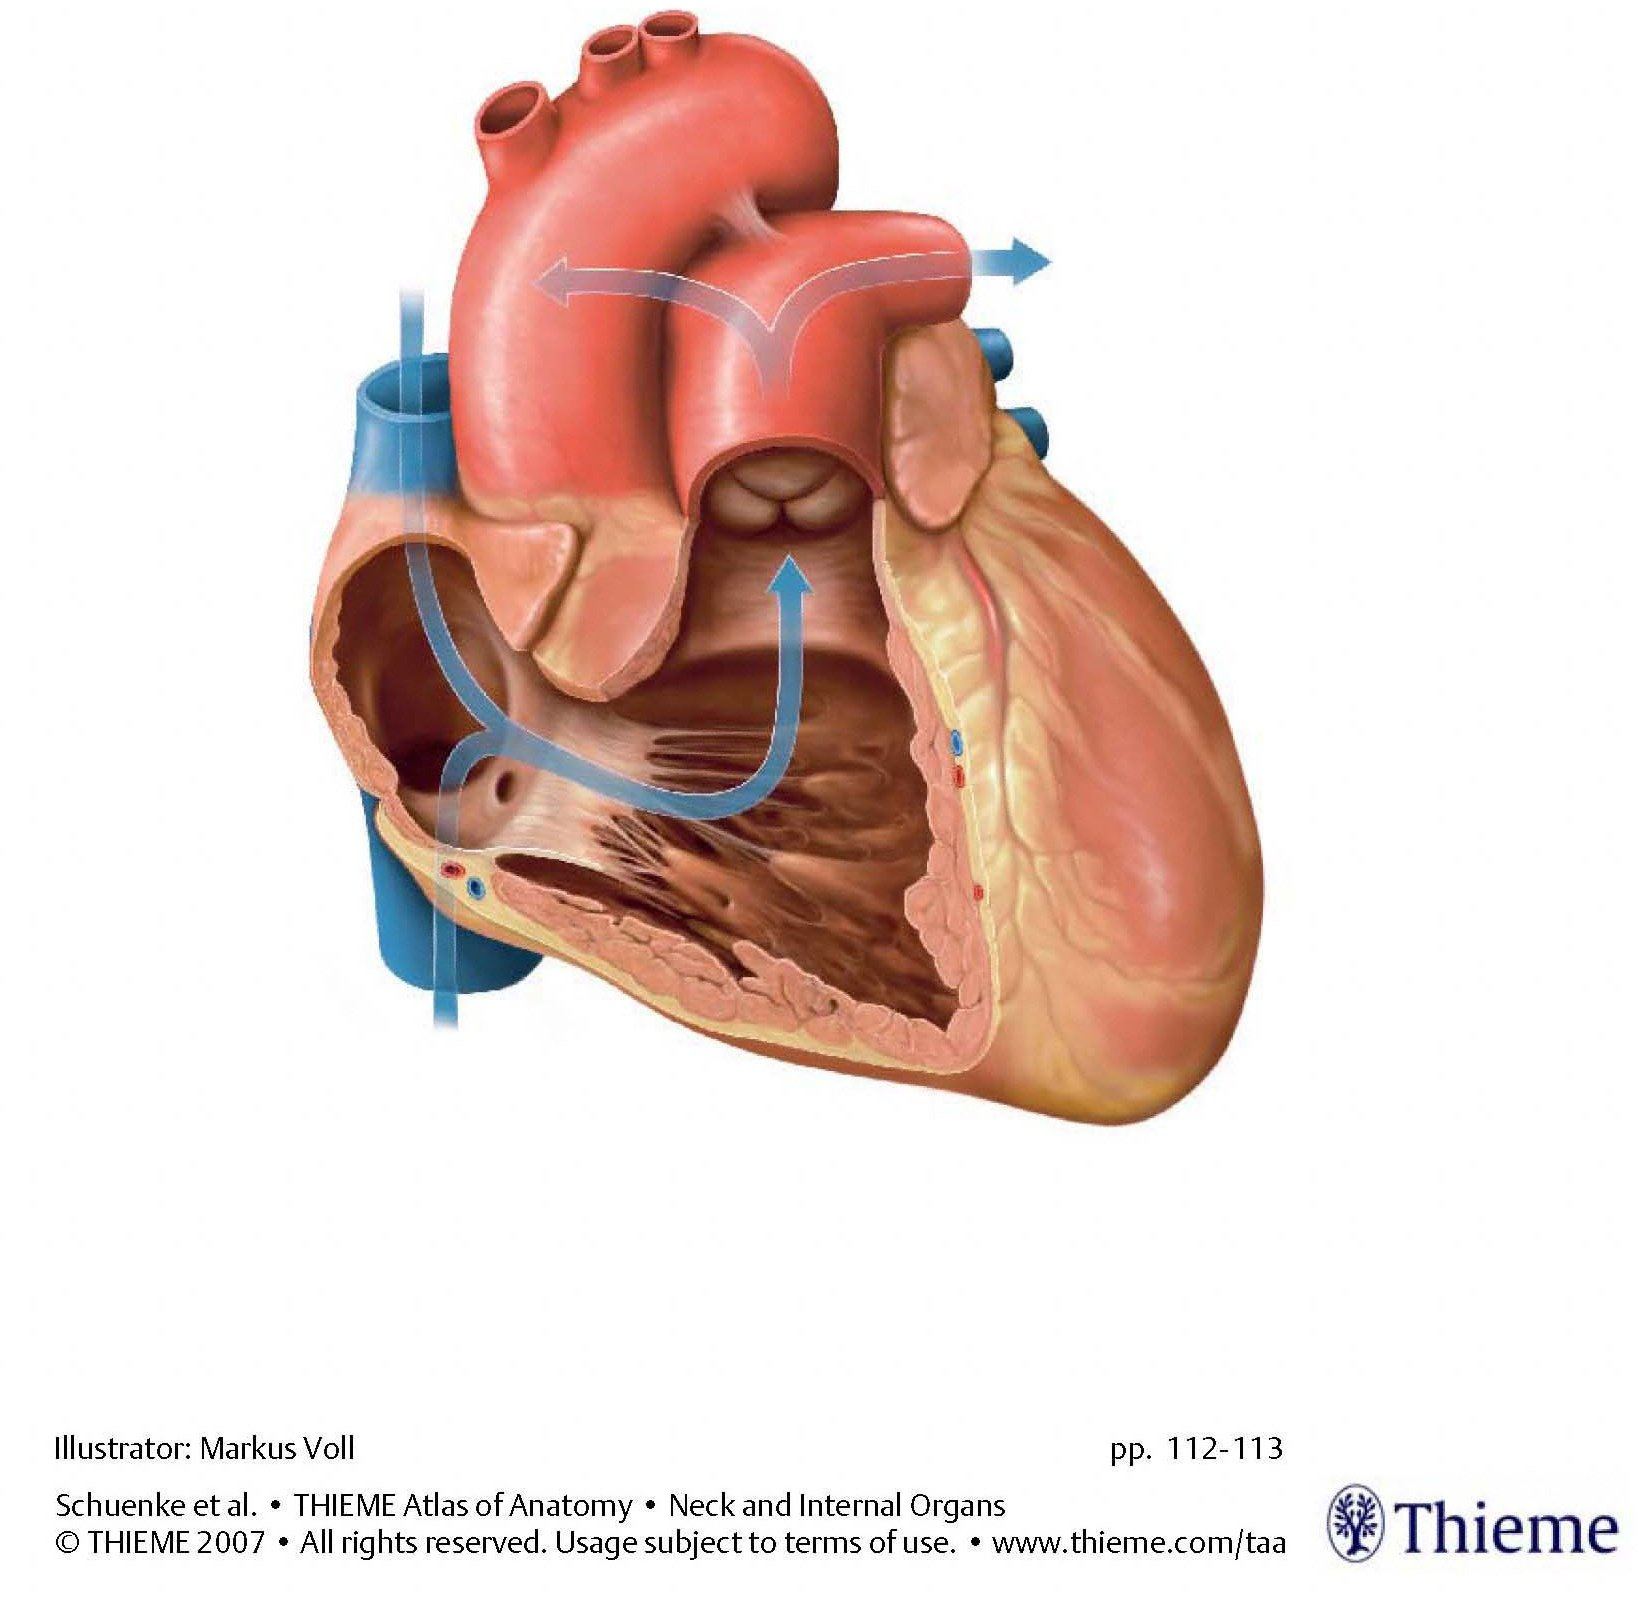 Illustrator: Markus Voll
pp. 112-113
Schuenke et al. • THIEME Atlas of Anatomy • Neck and Internal Organs
© THIEME 2007 • All rights reserved. Usage subject to terms of use. • www.thieme.com/taa
Thieme